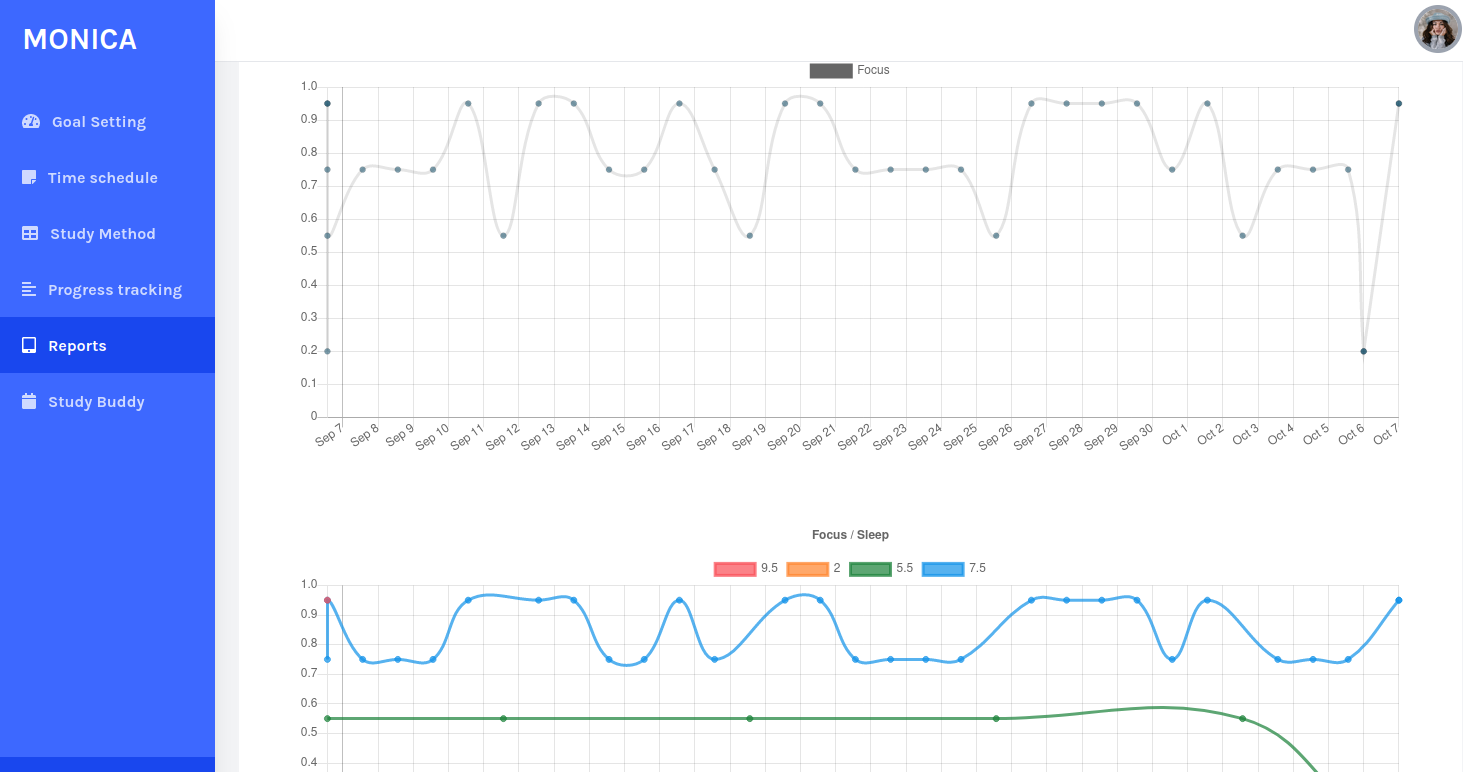 MONICA
Goal Setting
Time schedule
Study Method
Progress tracking
Reports
Study Buddy
Focus
1.0
0.9
0.8
0.7
0.6
0.5
0.4
0.3
0.2
0.1
0
Sep 7 Sep 8 Sep 9 Sep 10 Sep 11 Sep 12 Sep 13 Sep 14 Sep 15 Sep 16 Sep 17 Sep 18 Sep 19 Sep 20 Sep 21 Sep 22 Sep 23 Sep 24 Sep 25 Sep 26 Sep 27 Sep 28 Sep 29 Sep 30 Oct 1 Oct 2 Oct 3 Oct 4 Oct 5 Oct 6 Oct 7
Focus / Sleep
9.5 2 5.5 7.5
1.0
0.9
0.8
0.7
0.6
0.5
0.4